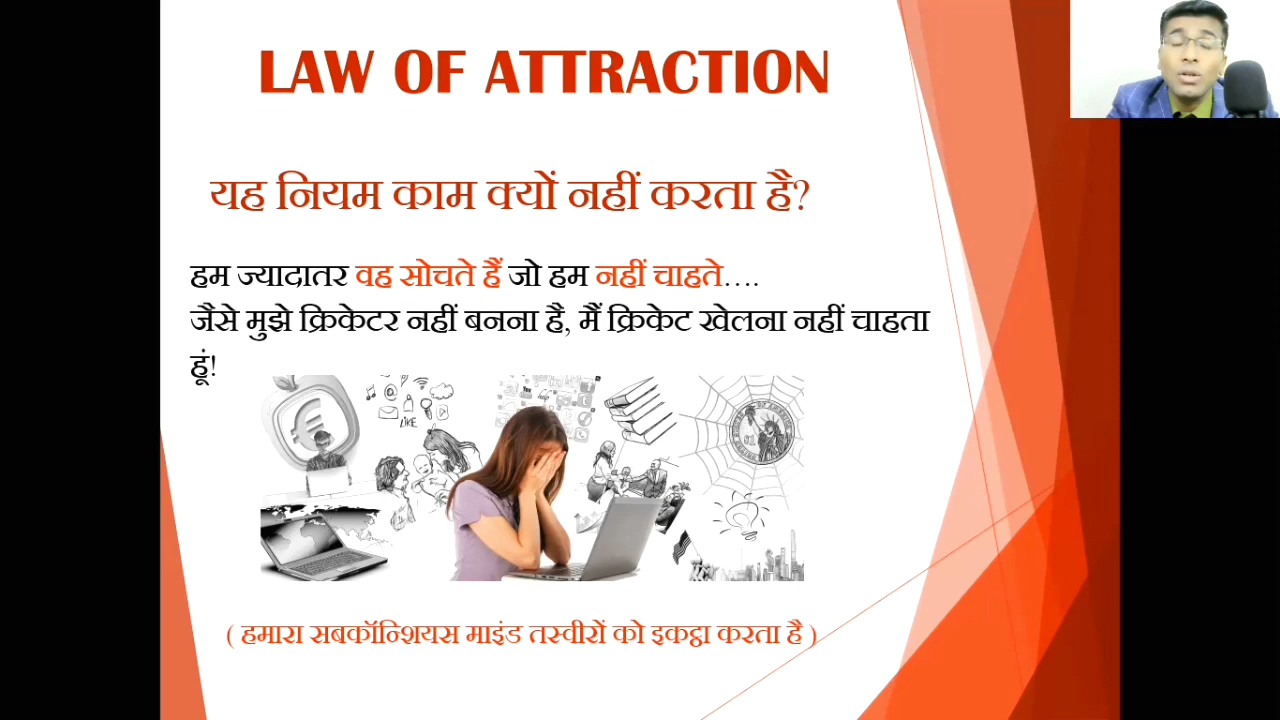 LAW OF ATTRACTION
यह नियम काम क्यों नहीं करता है?
हम ज्यादातर वह सोचते हैं जो हम नहीं चाहते....
जैसे मुझे क्रिकेटर नहीं बनना है, मैं क्रिकेट खेलना नहीं चाहता
हूं!
LIKE
( हमारा सबकॉन्शियस माइंड तस्वीरों को इकट्ठा करता है )